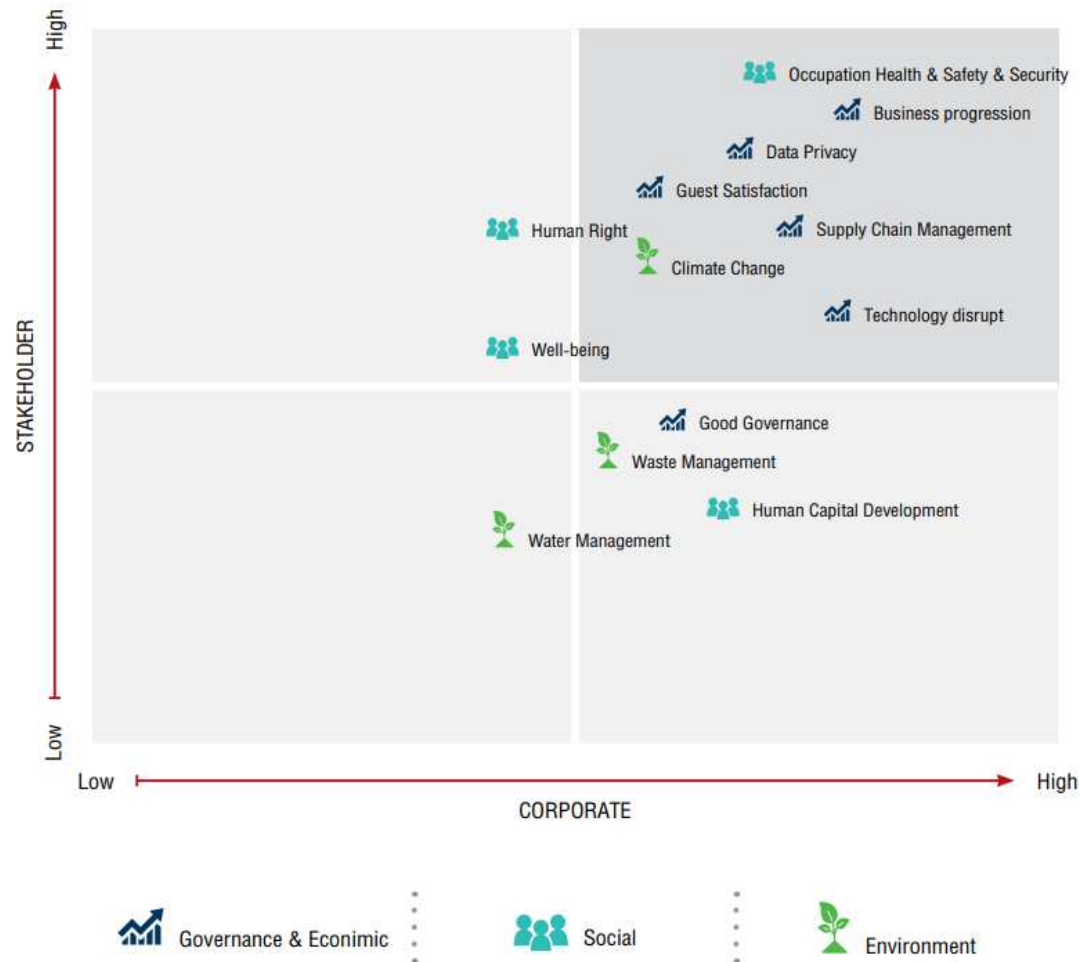 High
Occupation Health & Safety & Security
Business progression
Data Privacy
Guest Satisfaction
Human Right
Supply Chain Management
Climate Change
Technology disrupt
Well-being
STAKEHOLDER
Good Governance
Waste Management
Human Capital Development
Water Management
Low
Low
High
CORPORATE
Governance & Econimic
Social
Environment